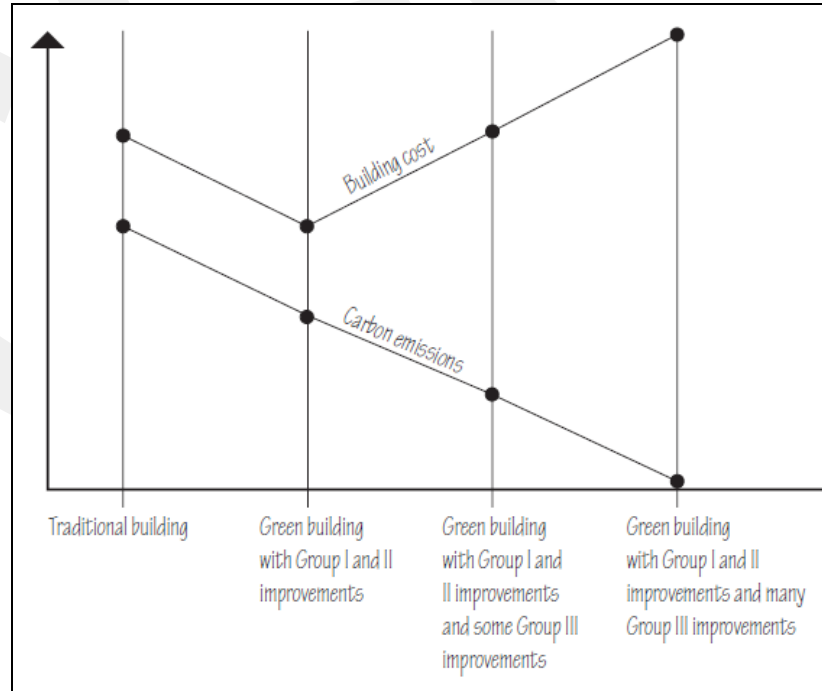 Building cost
Carbon emissions
Traditional building
Green building
with Group I and II
improvements
Green building
with Group I and
II improvements
and some Group III
improvements
Green building
with Group I and II
improvements and many
Group III improvements